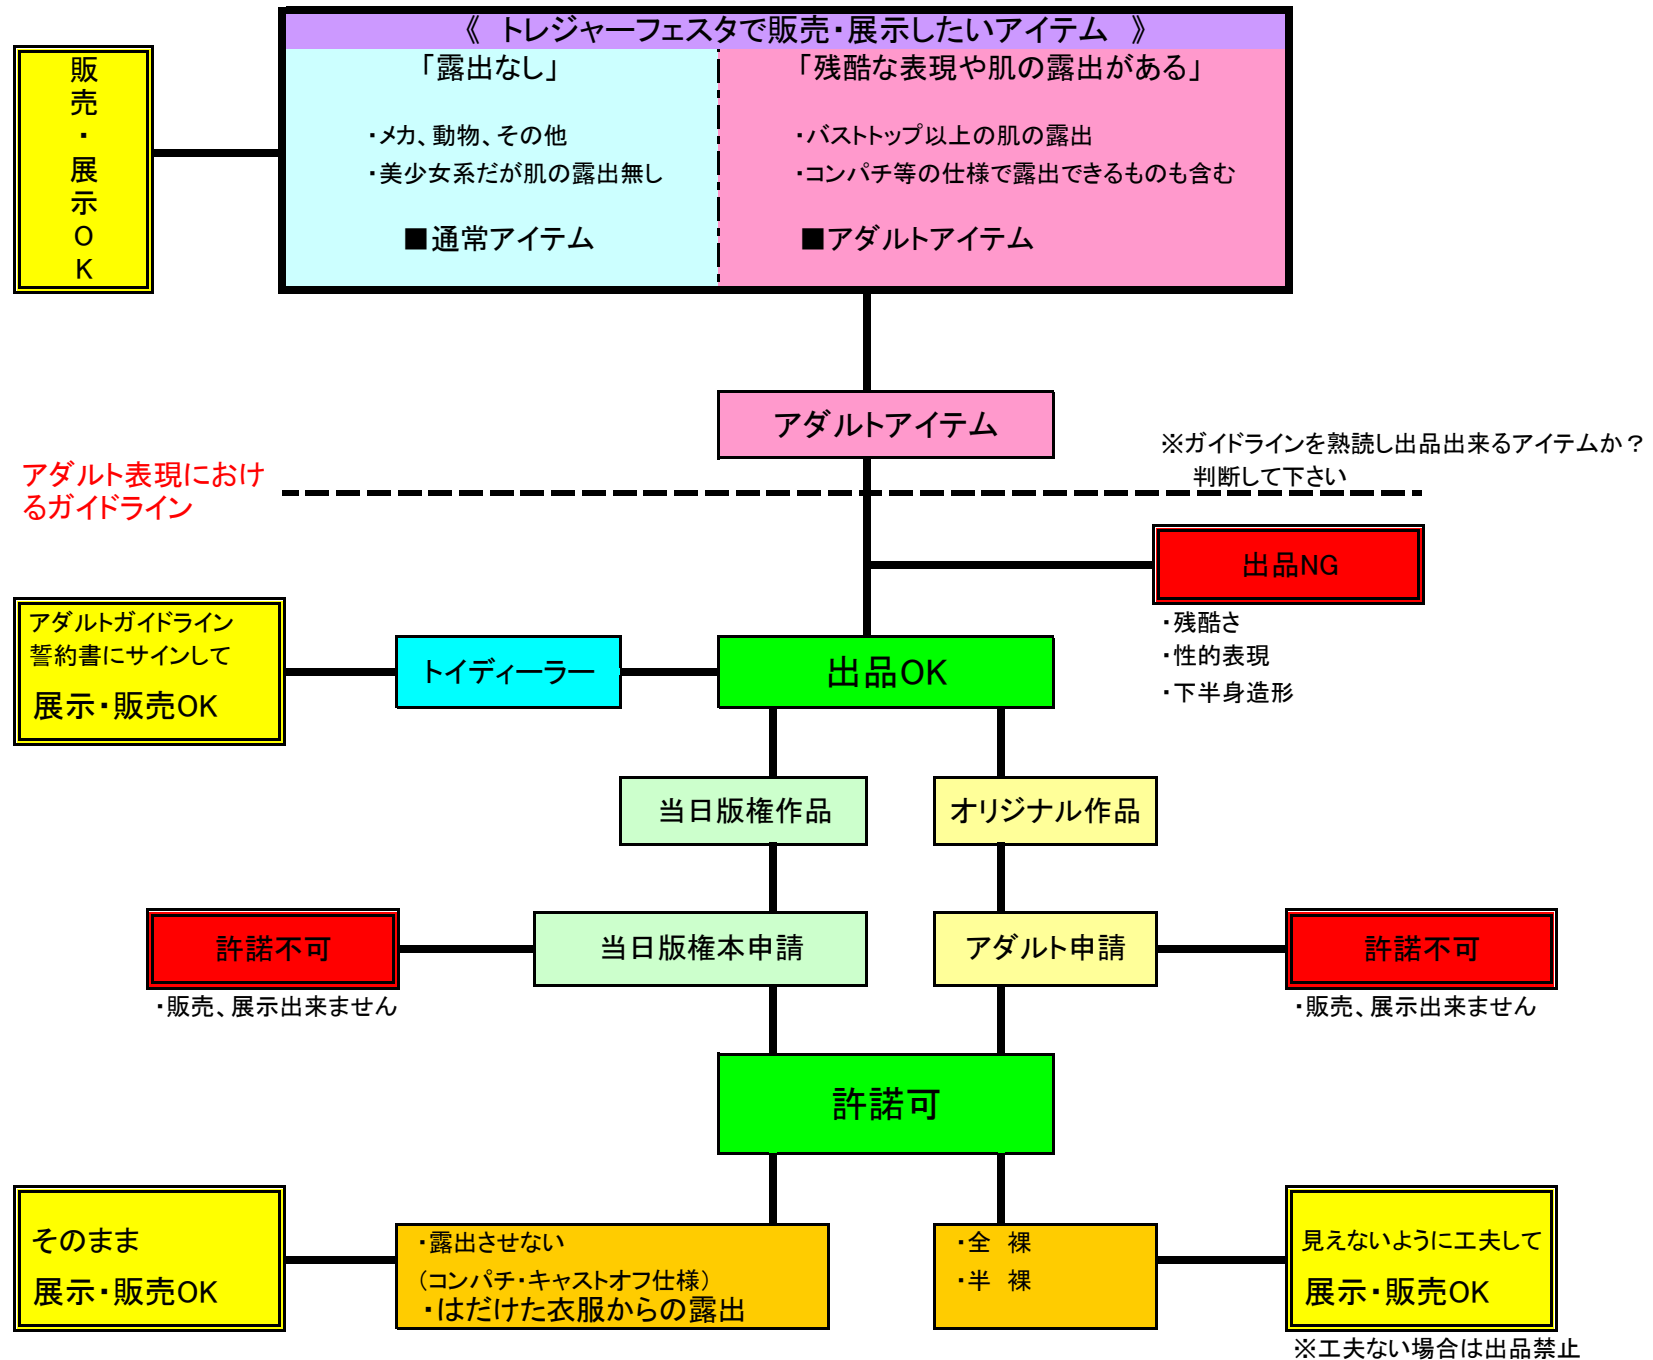 《　トレジャーフェスタで販売・展示したいアイテム　》
販売・展示OK
「露出なし」
・メカ、動物、その他
・美少女系だが肌の露出無し
■通常アイテム
「残酷な表現や肌の露出がある」
・バストトップ以上の肌の露出
・コンパチ等の仕様で露出できるものも含む
■アダルトアイテム
アダルトアイテム
※ガイドラインを熟読し出品出来るアイテムか？
判断して下さい
アダルト表現におけ
るガイドライン
出品NG
・残酷さ
・性的表現
・下半身造形
アダルトガイドライン
誓約書にサインして
展示・販売OK
トイディーラー
出品OK
当日版権作品
オリジナル作品
許諾不可
・販売、展示出来ません
当日版権本申請
アダルト申請
許諾不可
・販売、展示出来ません
許諾可
そのまま
展示・販売OK
・露出させない
（コンパチ・キャストオフ仕様）
・はだけた衣服からの露出
・全　裸
・半　裸
見えないように工夫して
展示・販売OK
※工夫ない場合は出品禁止